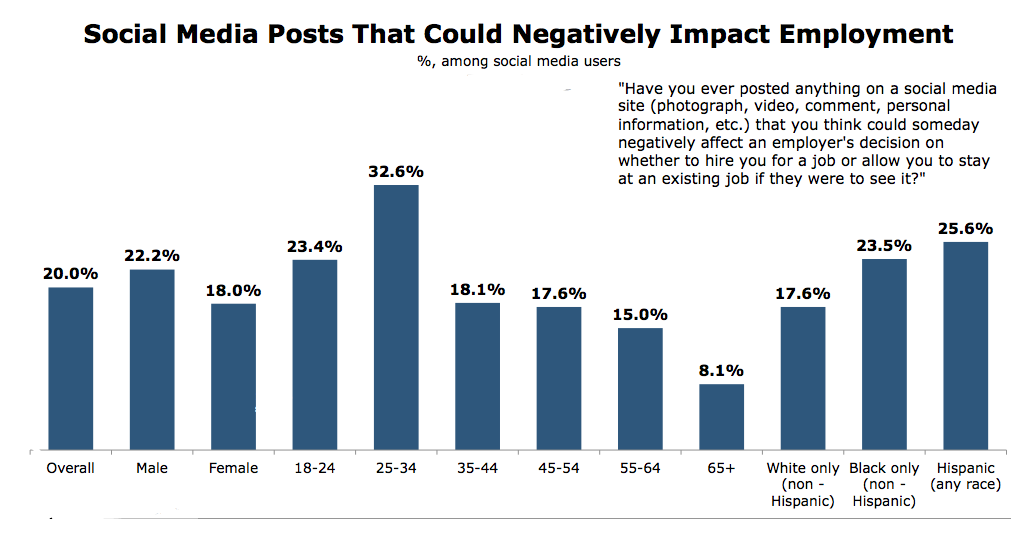 Social Media Posts That Could Negatively Impact Employment
%, among social media users
"Have you ever posted anything on a social media
site (photograph, video, comment, personal
information, etc.) that you think could someday
negatively affect an employer's decision on
whether to hire you for a job or allow you to stay
at an existing job if they were to see it?"
20.0%
22.2%
18.0%
23.4%
32.6%
18.1%
17.6%
15.0%
8.1%
17.6%
23.5%
25.6%
Overall
Male
Female
18-24
25-34
35-44
45-54
55-64
65+
White only
(non -
Hispanic)
Black only
(non -
Hispanic)
Hispanic
(any race)